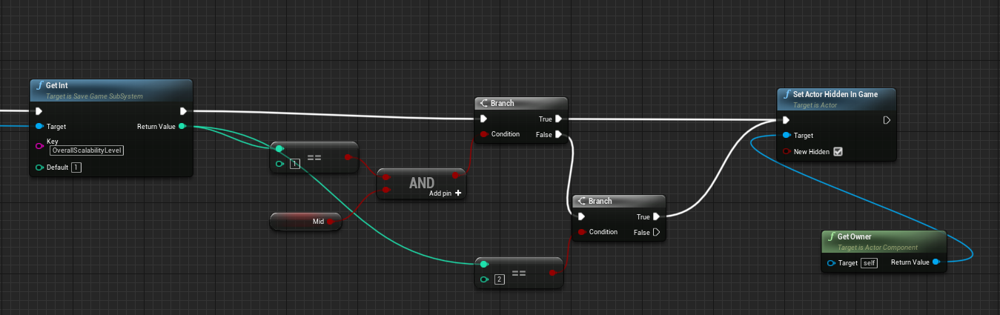 Get Int
Target is Save Game SubSystem
Target
Return Value
Key
OverallScalabilityLevel
Default 1
==
1
Mid
AND
Add pin +
Branch
True
Condition
False
Branch
True
Condition
False
==
2
Set Actor Hidden In Game
Target is Actor
Target
New Hidden
Get Owner
Target is Actor Component
Target self
Return Value